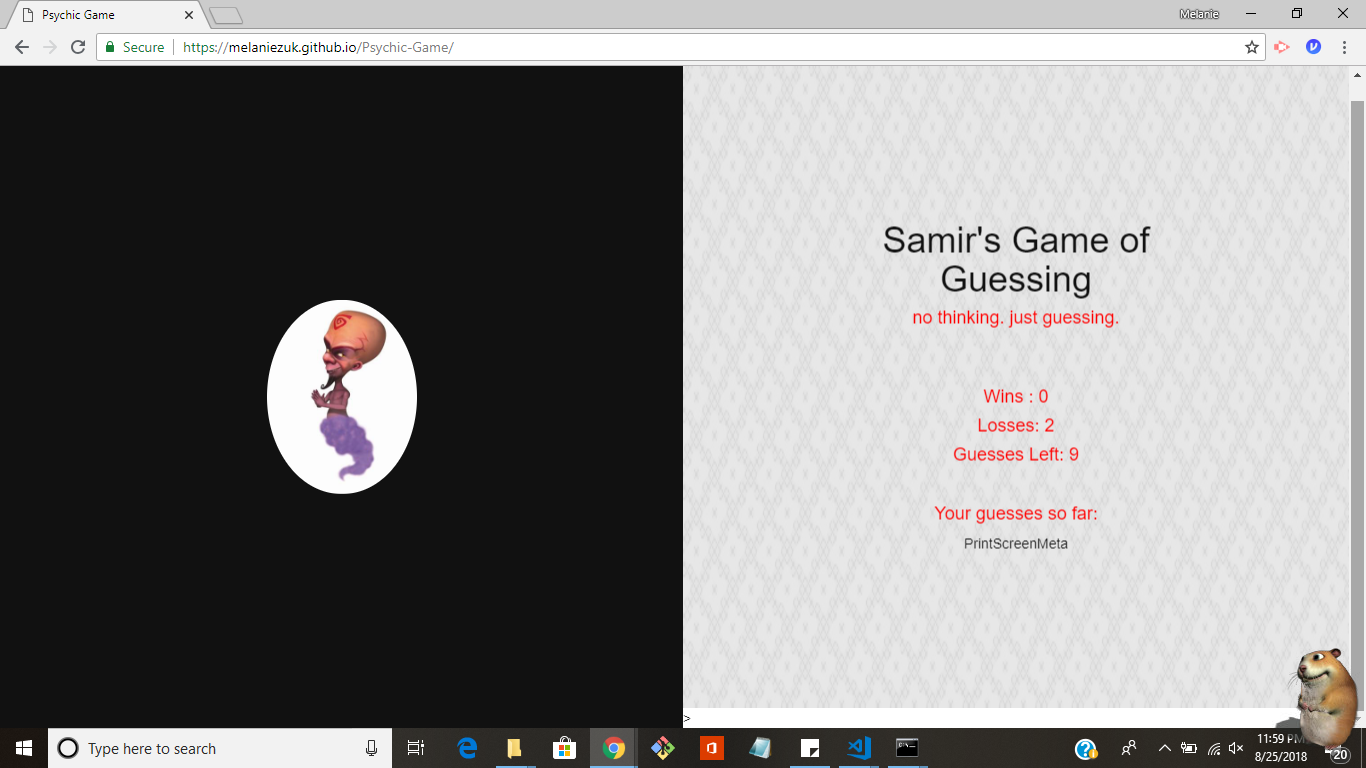 Psychic Game
Melanie
Secure
https://melaniezuk.github.io/Psychic-Game/
Samir's Game of
Guessing
no thinking. just guessing.
Wins : 0
Losses: 2
Guesses Left: 9
Your guesses so far:
PrintScreenMeta
>
Type here to search
11:59 PM
8/25/2018
20